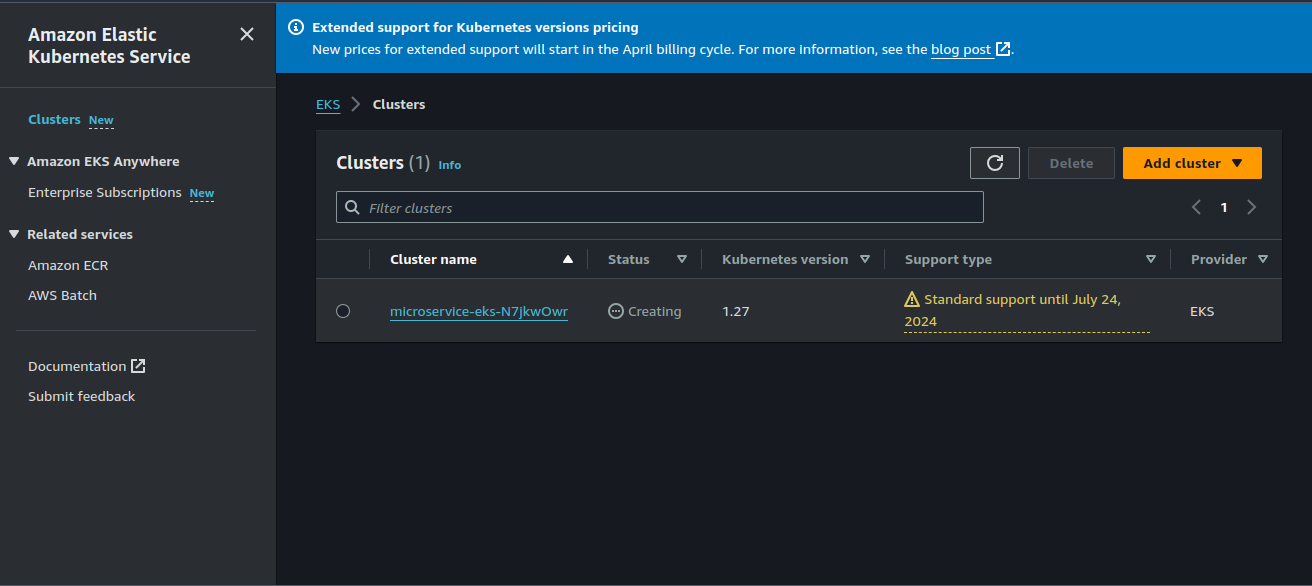 Amazon Elastic
Kubernetes Service
Clusters New
Amazon EKS Anywhere
Enterprise Subscriptions New
Related services
Amazon ECR
AWS Batch
Documentation
Submit feedback
Extended support for Kubernetes versions pricing
New prices for extended support will start in the April billing cycle. For more information, see the blog post.
EKS > Clusters
Clusters (1) Info
Delete
Add cluster
Filter clusters
1
Cluster name Status Kubernetes version Support type Provider
microservice-eks-N7JkwOwr Creating 1.27 Standard support until July 24,
2024 EKS